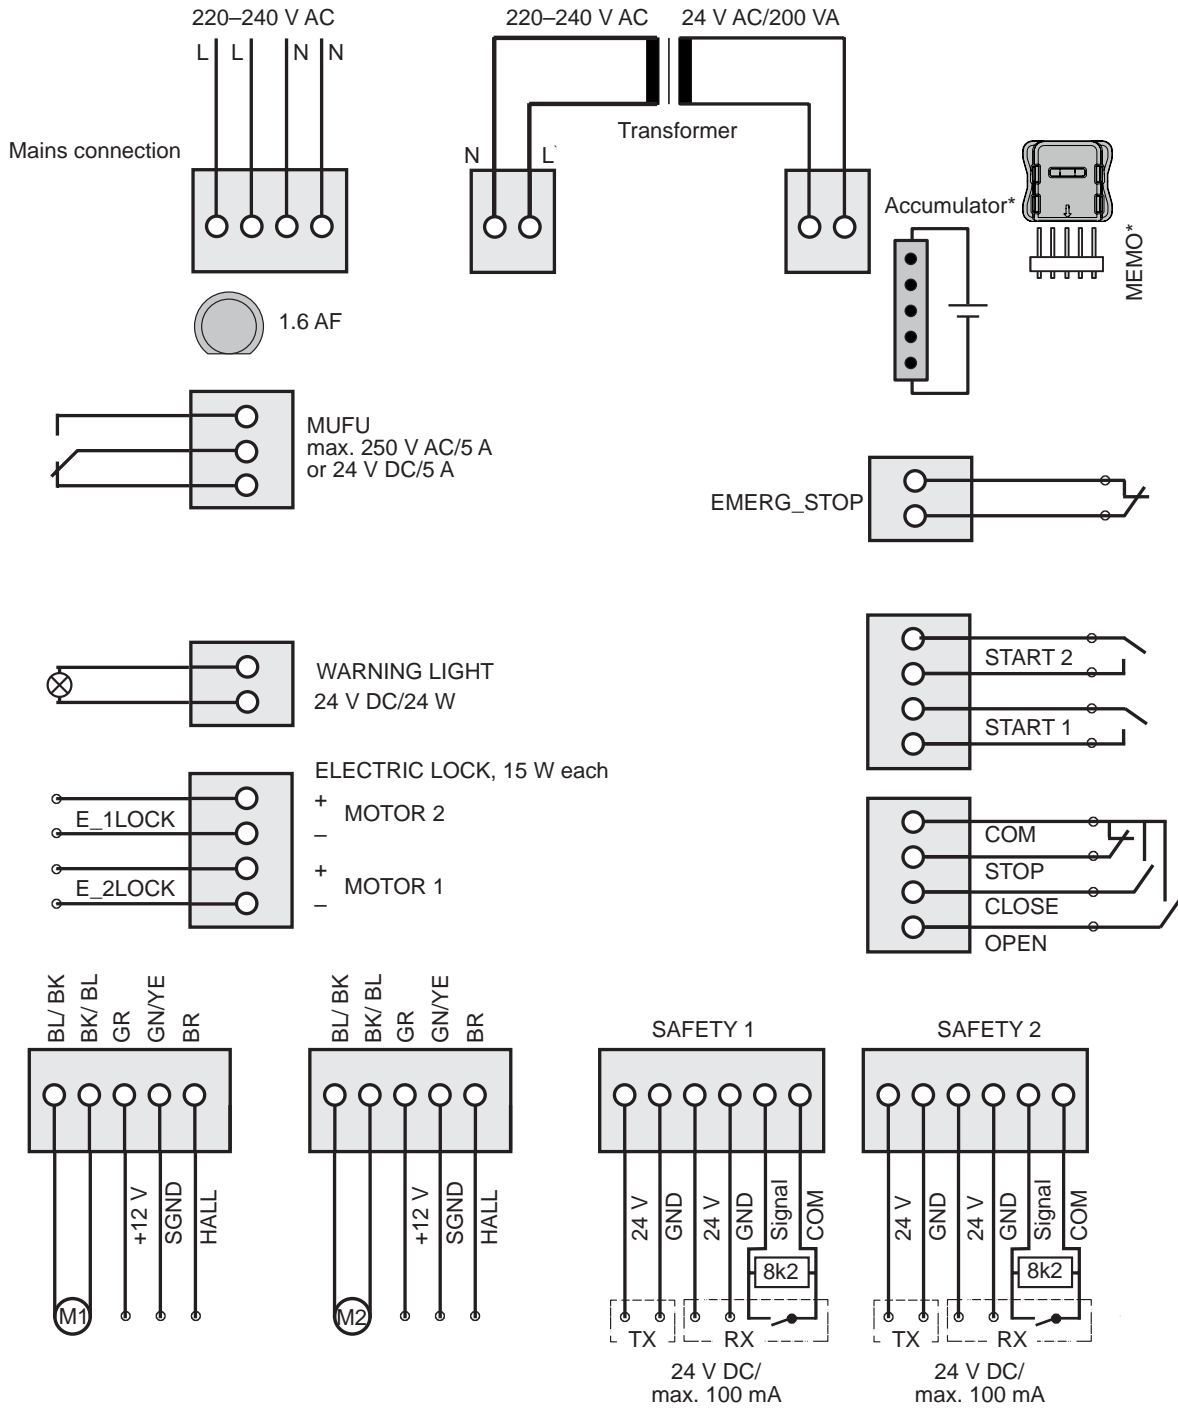 220–240 V AC
220–240 V AC
24 V AC/200 VA
L L N N
Transformer
Mains connection
N L`
Accumulator*
MEMO*
1.6 AF
MUFU
max. 250 V AC/5 A
or 24 V DC/5 A
EMERG_STOP
WARNING LIGHT
24 V DC/24 W
START 2
START 1
ELECTRIC LOCK, 15 W each
E_1LOCK
+
MOTOR 2
–
E_2LOCK
+
MOTOR 1
–
COM
STOP
CLOSE
OPEN
BL/ BK
BK/ BL
GR
GN/YE
BR
+12 V
SGND
HALL
M1
BL/ BK
BK/ BL
GR
GN/YE
BR
+12 V
SGND
HALL
M2
SAFETY 1
24 V
GND
24 V
GND
Signal
COM
8k2
TX
RX
24 V DC/
max. 100 mA
SAFETY 2
24 V
GND
24 V
GND
Signal
COM
8k2
TX
RX
24 V DC/
max. 100 mA